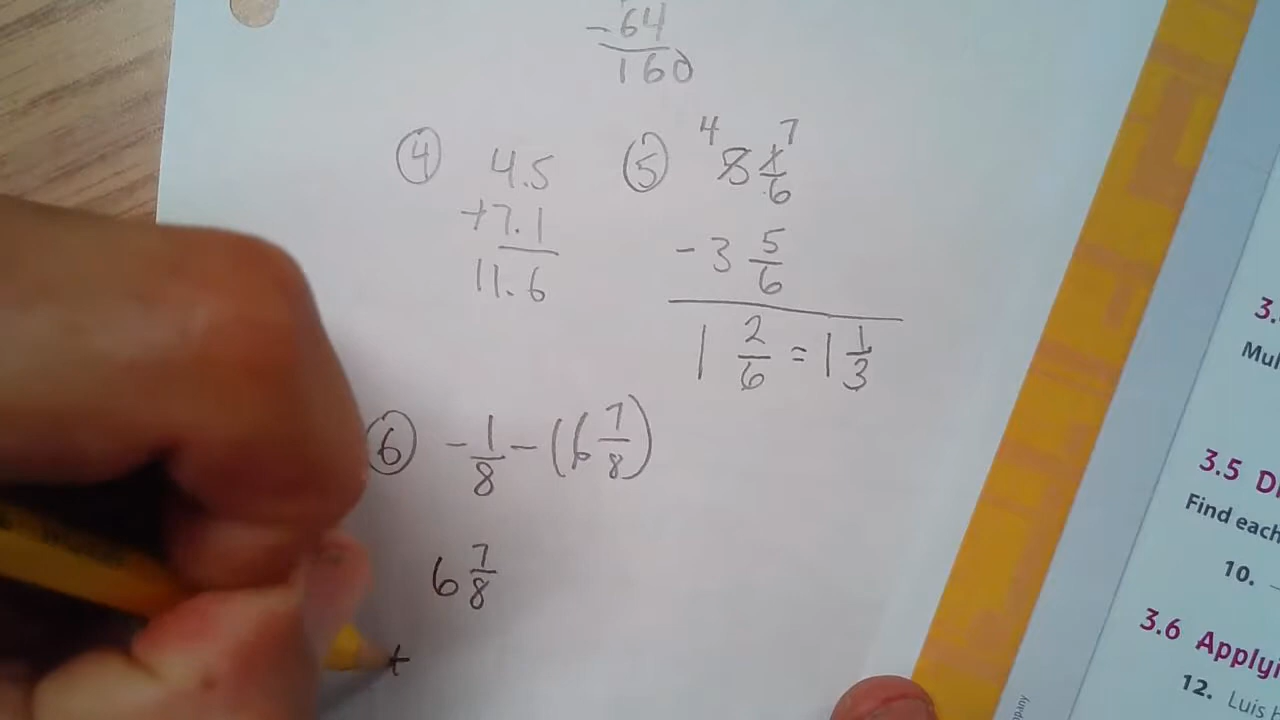 - 64
160
④ 4.5
+7.1
11.6
⑤ 4 7
8 1/6
- 3 5/6
1 2/6 = 1 1/3
⑥ - 1/8 - (6 7/8)
6 7/8
+
3.
Mul
3.5 D
Find each
10. -
3.6 Applyi
12. Luis
mpany